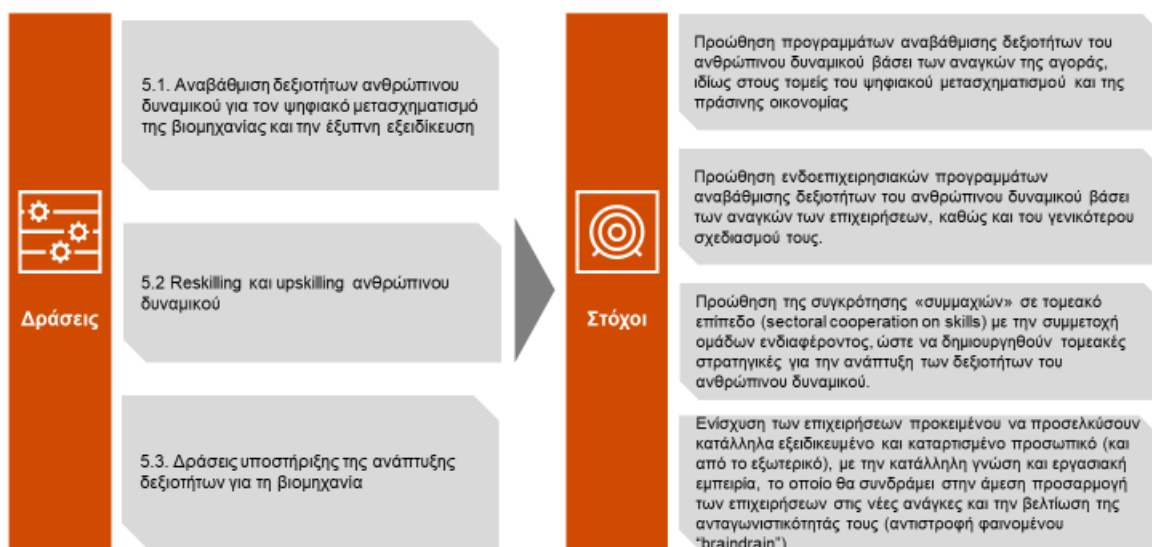 Δράσεις
5.1. Αναβάθμιση δεξιοτήτων ανθρώπινου
δυναμικού για τον ψηφιακό μετασχηματισμό
της βιομηχανίας και την έξυπνη εξειδίκευση
5.2 Reskilling και upskilling ανθρώπινου
δυναμικού
5.3. Δράσεις υποστήριξης της ανάπτυξης
δεξιοτήτων για τη βιομηχανία
Στόχοι
Προώθηση προγραμμάτων αναβάθμισης δεξιοτήτων του
ανθρώπινου δυναμικού βάσει των αναγκών της αγοράς,
ιδίως στους τομείς του ψηφιακού μετασχηματισμού και της
πράσινης οικονομίας
Προώθηση ενδοεπιχειρησιακών προγραμμάτων
αναβάθμισης δεξιοτήτων του ανθρώπινου δυναμικού βάσει
των αναγκών των επιχειρήσεων, καθώς και του γενικότερου
σχεδιασμού τους.
Προώθηση της συγκρότησης «συμμαχιών» σε τομεακό
επίπεδο (sectoral cooperation on skills) με την συμμετοχή
ομάδων ενδιαφέροντος, ώστε να δημιουργηθούν τομεακές
στρατηγικές για την ανάπτυξη των δεξιοτήτων του
ανθρώπινου δυναμικού.
Ενίσχυση των επιχειρήσεων προκειμένου να προσελκύσουν
κατάλληλα εξειδικευμένο και καταρτισμένο προσωπικό (και
από το εξωτερικό), με την κατάλληλη γνώση και εργασιακή
εμπειρία, το οποίο θα συνδράμει στην άμεση προσαρμογή
των επιχειρήσεων στις νέες ανάγκες και την βελτίωση της
ανταγωνιστικότητάς τους (αντιστροφή φαινομένου
"braindrain")